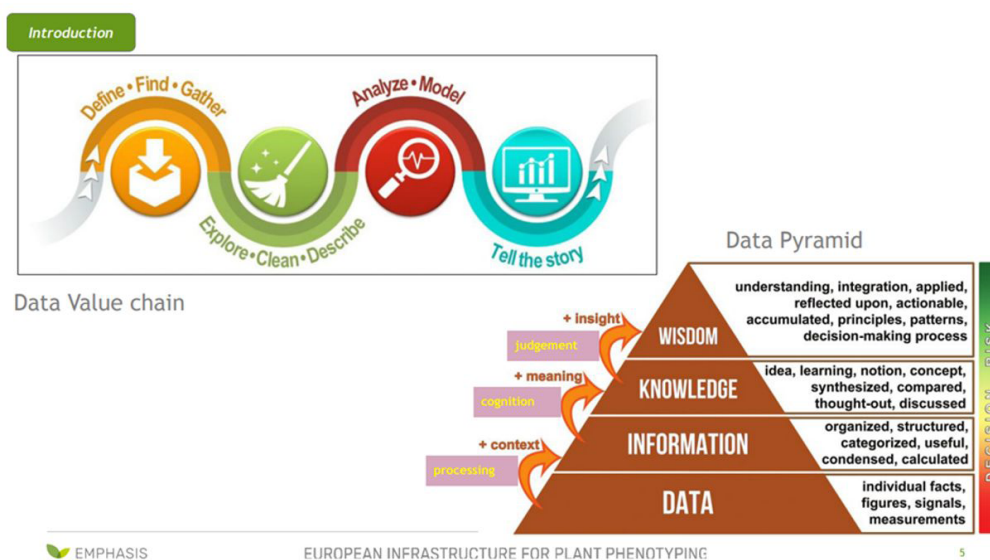 Introduction
Define • Find • Gather
Analyze • Model
Explore • Clean • Describe
Tell the story
Data Value chain
Data Pyramid
+ insight
judgement
WISDOM
understanding, integration, applied,
reflected upon, actionable,
accumulated, principles, patterns,
decision-making process
+ meaning
cognition
KNOWLEDGE
idea, learning, notion, concept,
synthesized, compared,
thought-out, discussed
+ context
processing
INFORMATION
organized, structured,
categorized, useful,
condensed, calculated
DATA
individual facts,
figures, signals,
measurements
DECISION RISK
EMPHASIS
EUROPEAN INFRASTRUCTURE FOR PLANT PHENOTYPING
5